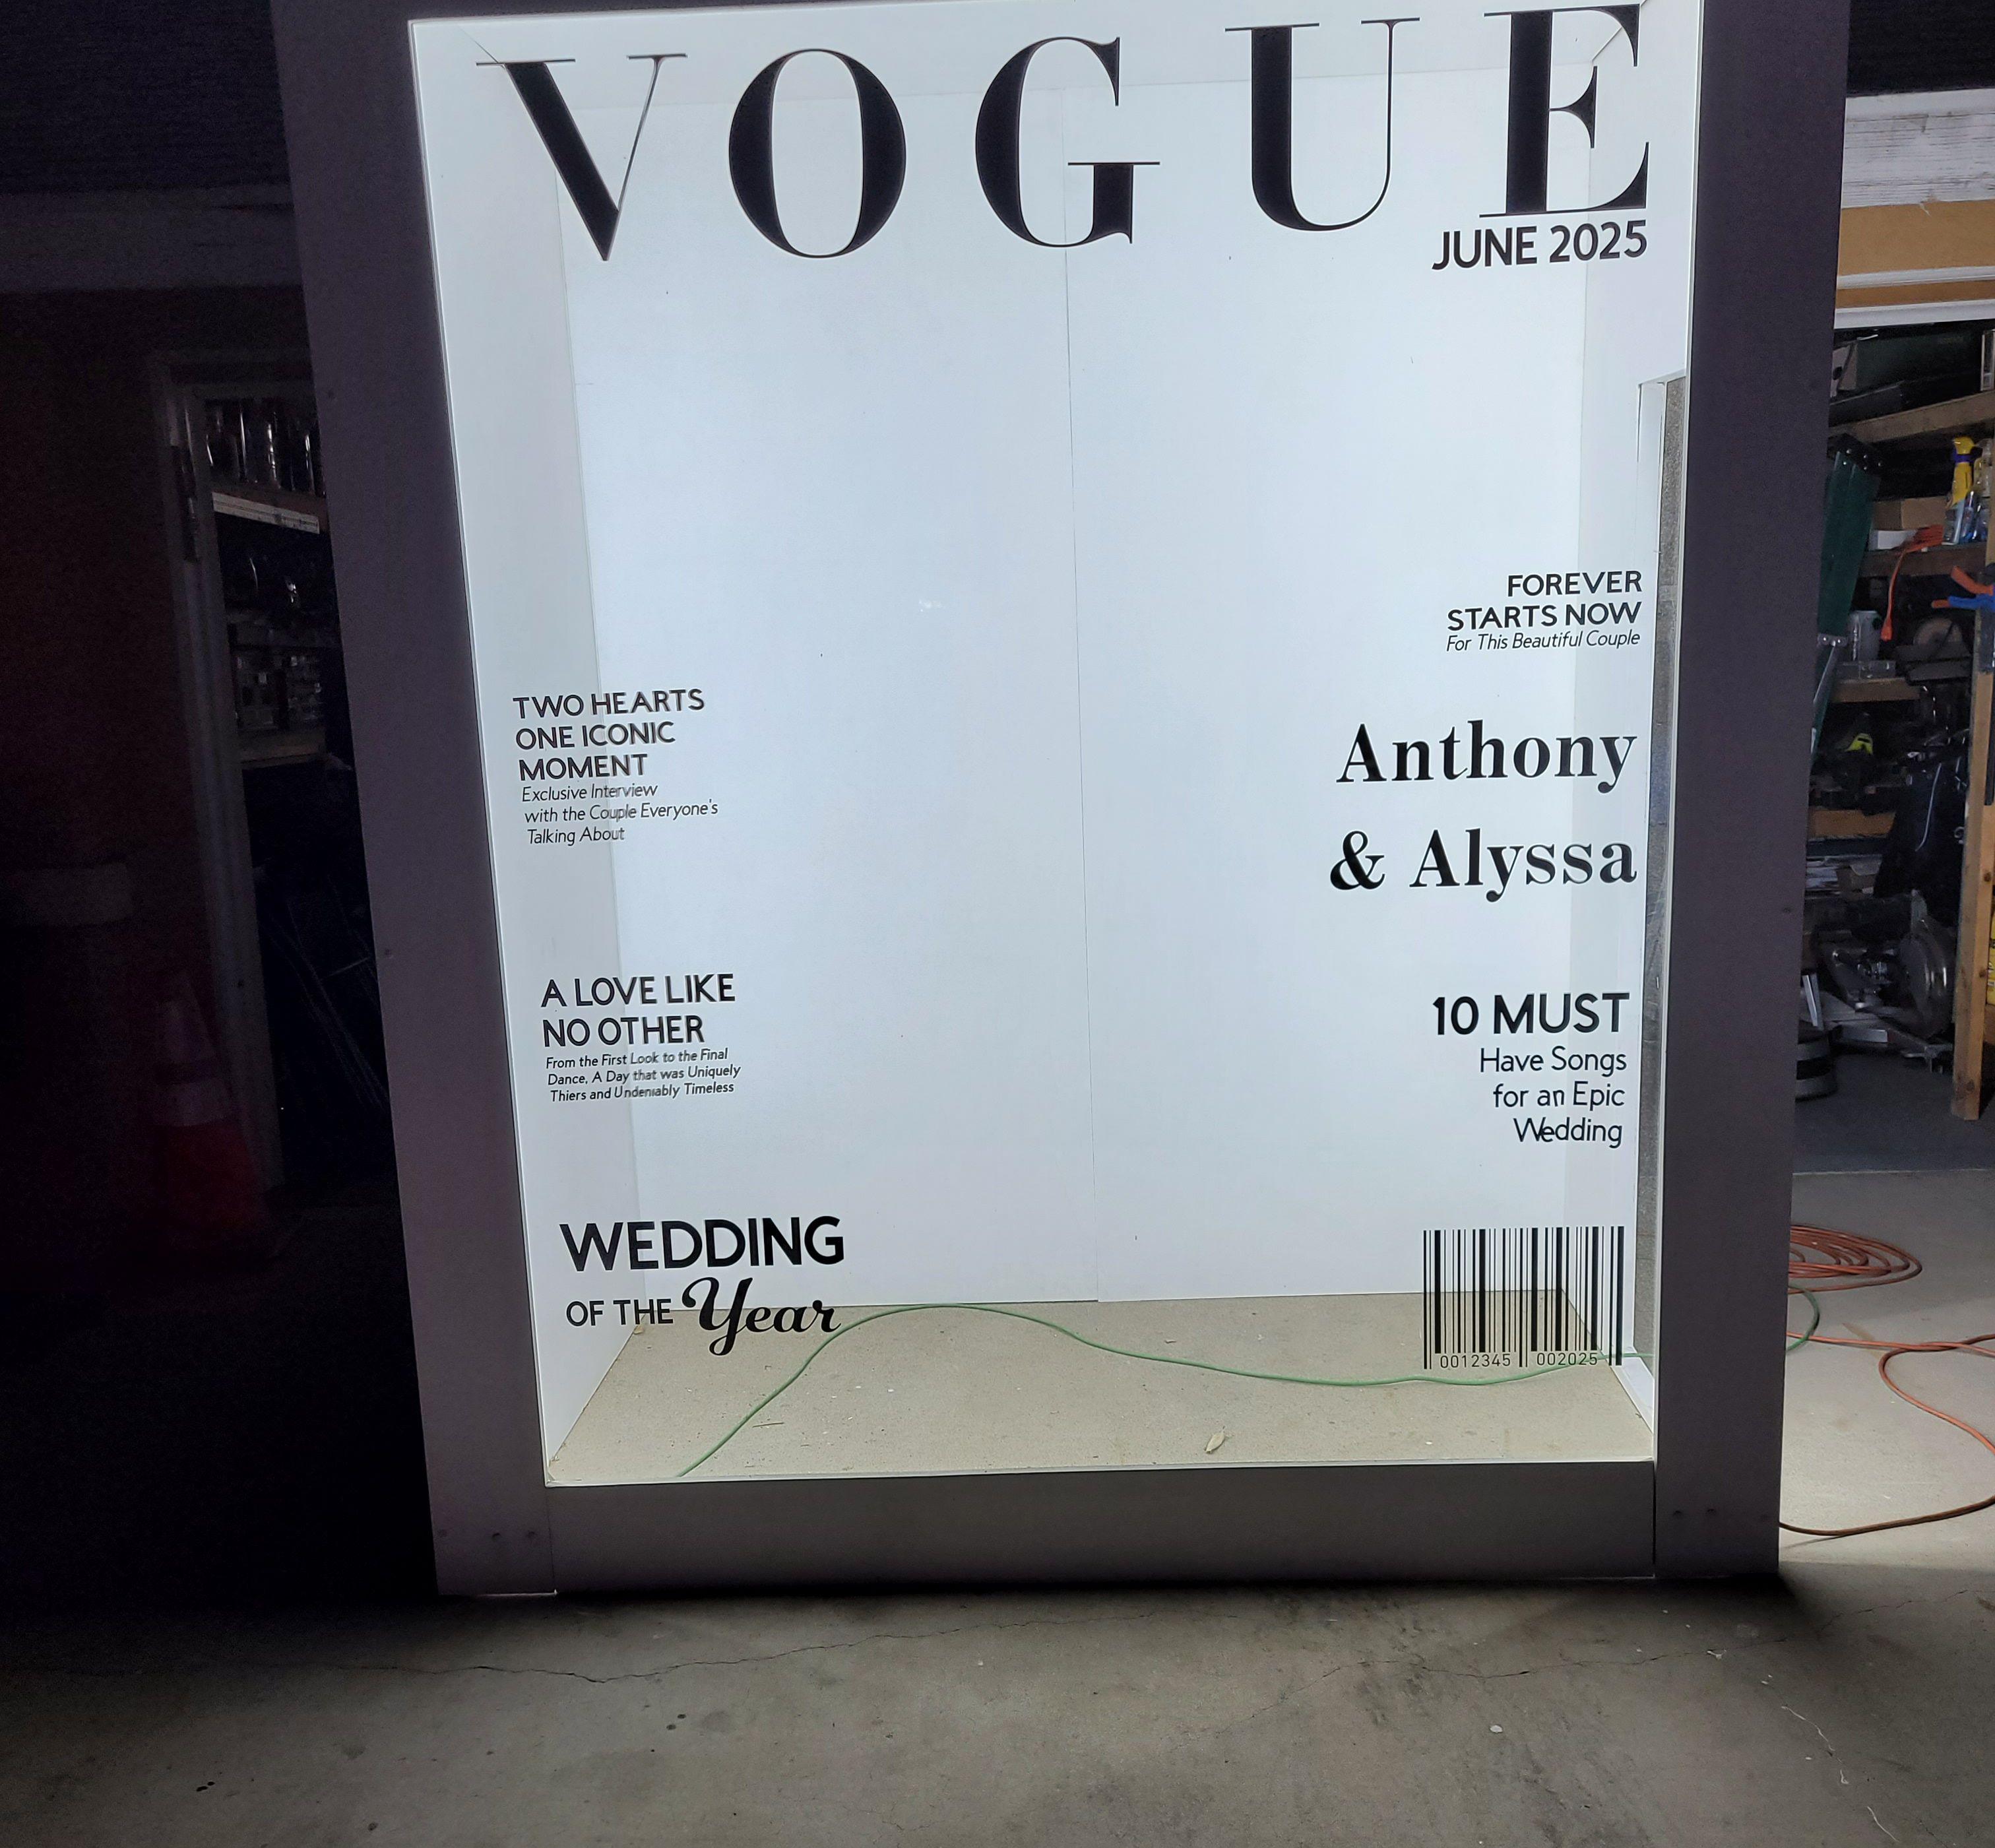 VOGUE
JUNE 2025
FOREVER
STARTS NOW
For This Beautiful Couple
TWO HEARTS
ONE ICONIC
MOMENT
Exclusive Interview
with the Couple Everyone's
Talking About
Anthony
& Alyssa
A LOVE LIKE
NO OTHER
From the First Look to the Final
Dance, A Day that was Uniquely
Thiers and Undeniably Timeless
10 MUST
Have Songs
for an Epic
Wedding
WEDDING
OF THE Year
0012345 002025